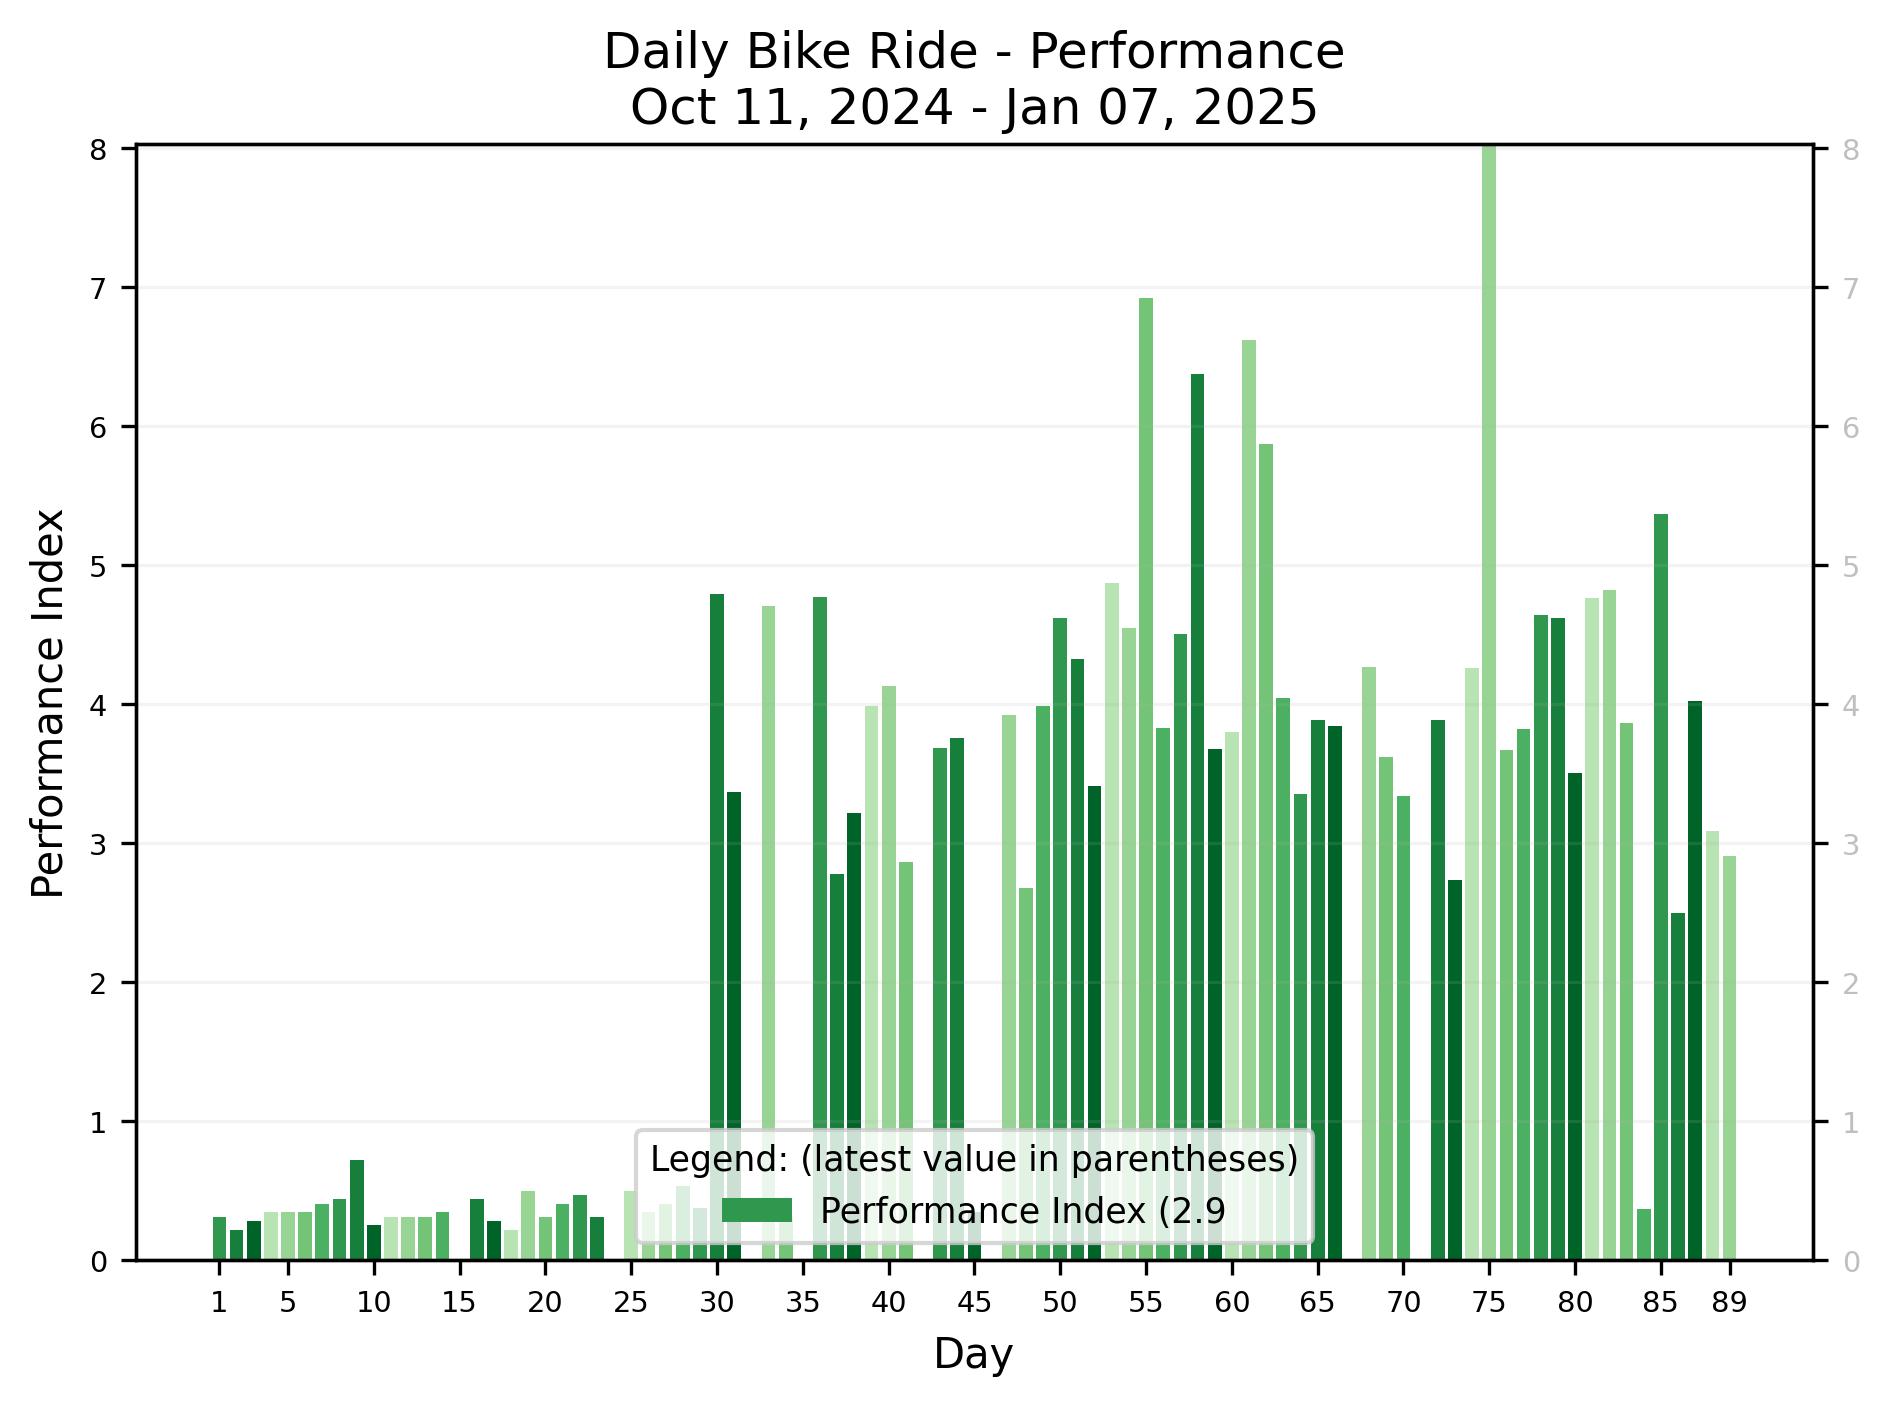 Daily Bike Ride - Performance
Oct 11, 2024 - Jan 07, 2025
8
7
6
5
4
3
2
1
0
Performance Index
8
7
6
5
4
3
2
1
0
Legend: (latest value in parentheses)
Performance Index (2.9
1 5 10 15 20 25 30 35 40 45 50 55 60 65 70 75 80 85 89
Day